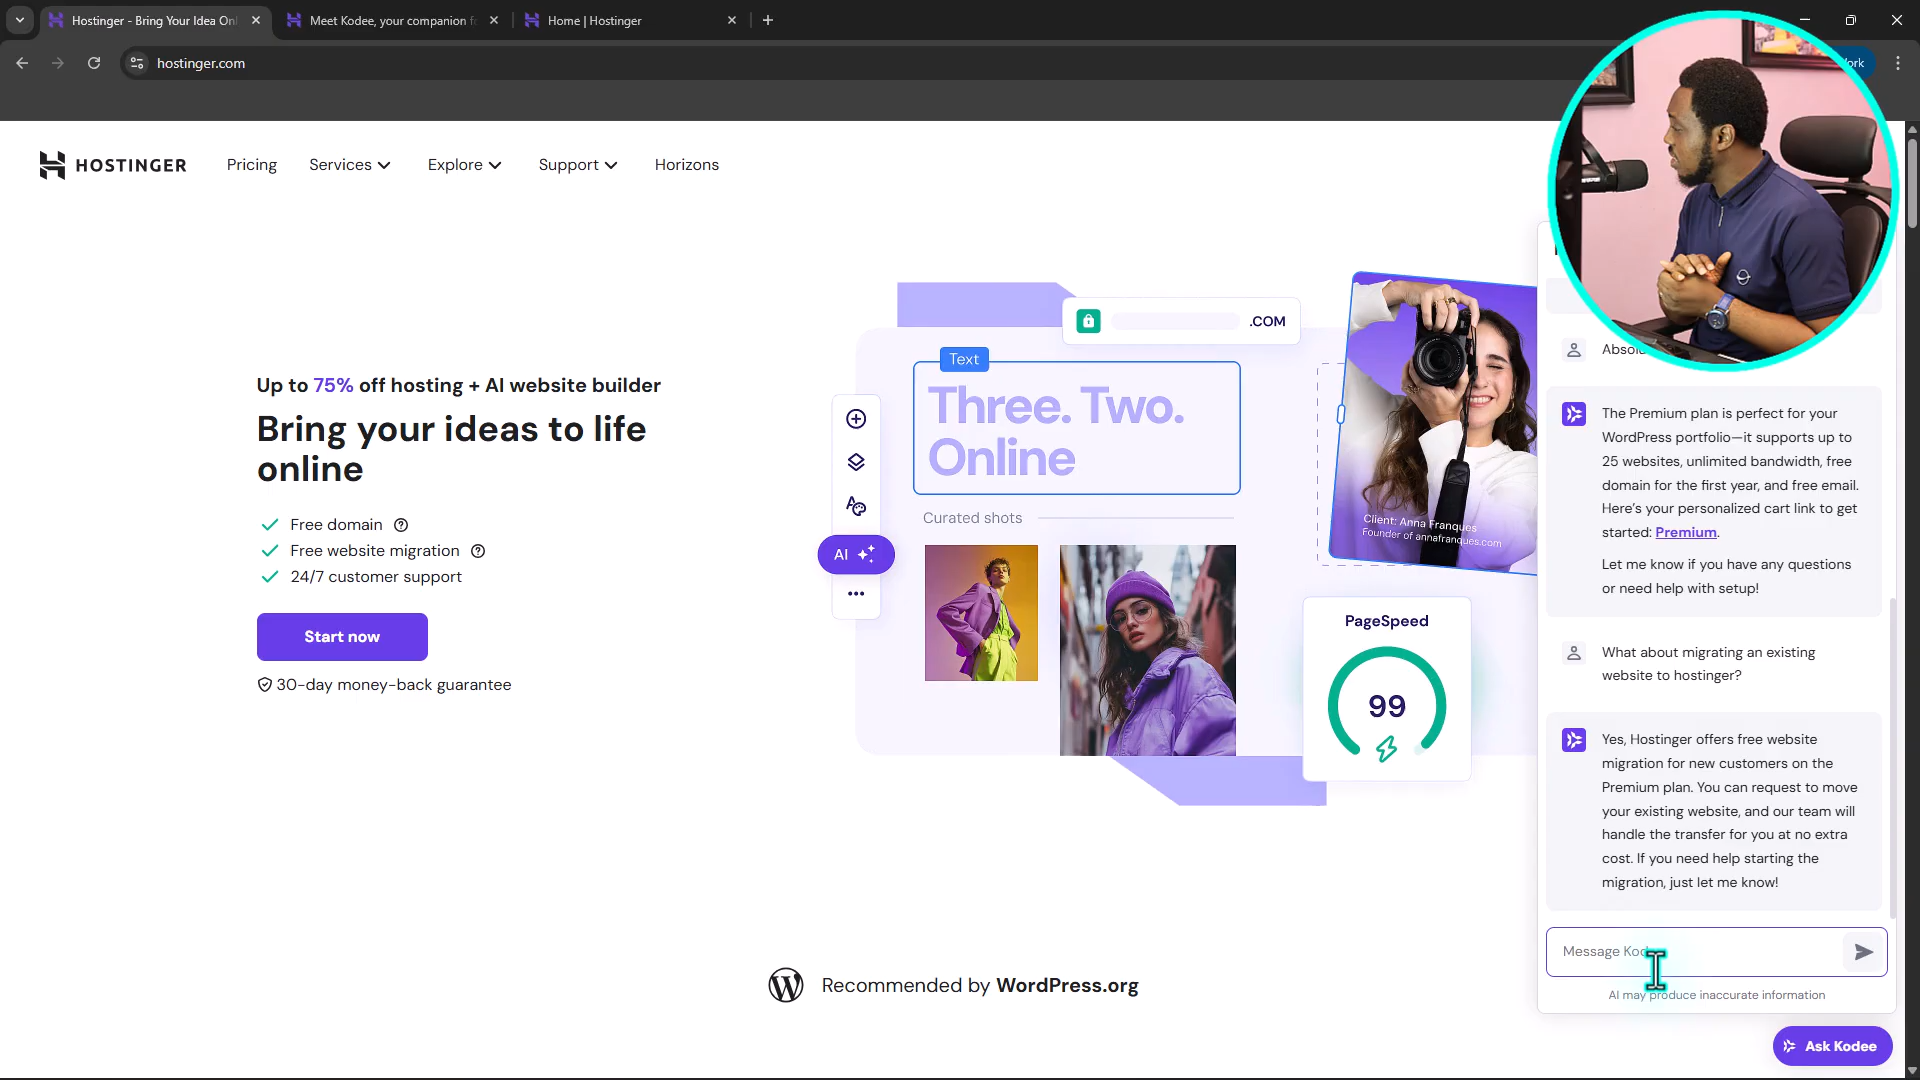 Hostinger - Bring Your Idea Onl
Meet Kodee, your companion f
Home | Hostinger
hostinger.com
ork
HOSTINGER
Pricing
Services
Explore
Support
Horizons
Up to 75% off hosting + AI website builder
Bring your ideas to life
online
Free domain
Free website migration
24/7 customer support
Start now
30-day money-back guarantee
.COM
Text
Three. Two.
Online
Curated shots
AI
Client: Anna Franques
Founder of annafranques.com
PageSpeed
99
Recommended by WordPress.org
The Premium plan is perfect for your
WordPress portfolio—it supports up to
25 websites, unlimited bandwidth, free
domain for the first year, and free email.
Here's your personalized cart link to get
started: Premium.
Let me know if you have any questions
or need help with setup!
What about migrating an existing
website to hostinger?
Yes, Hostinger offers free website
migration for new customers on the
Premium plan. You can request to move
your existing website, and our team will
handle the transfer for you at no extra
cost. If you need help starting the
migration, just let me know!
Message Kod
AI may produce inaccurate information
Ask Kodee